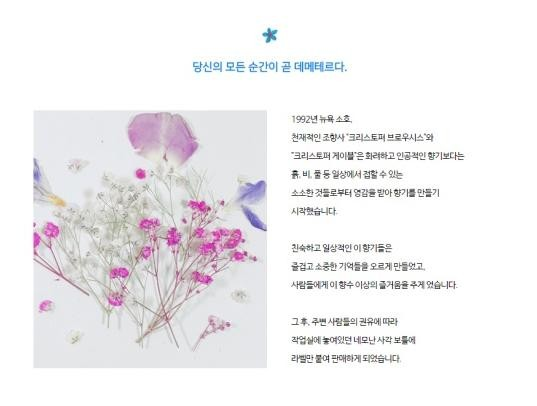 당신의 모든 순간이 곧 데메테르다.
1992년 뉴욕 소호,
천재적인 조향사 "크리스토퍼 브로우시스"와
"크리스토퍼 게이블"은 화려하고 인공적인 향기보다는
흙, 비, 풀 등 일상에서 접할 수 있는
소소한 것들로부터 영감을 받아 향기를 만들기
시작했습니다.
친숙하고 일상적인 이 향기들은
즐겁고 소중한 기억들을 오르게 만들었고,
사람들에게 이 향수 이상의 즐거움을 주게 었습니다.
그 후, 주변 사람들의 권유에 따라
작업실에 놓여있던 네모난 사각 보틀에
라벨만 붙여 판매하게 되었습니다.